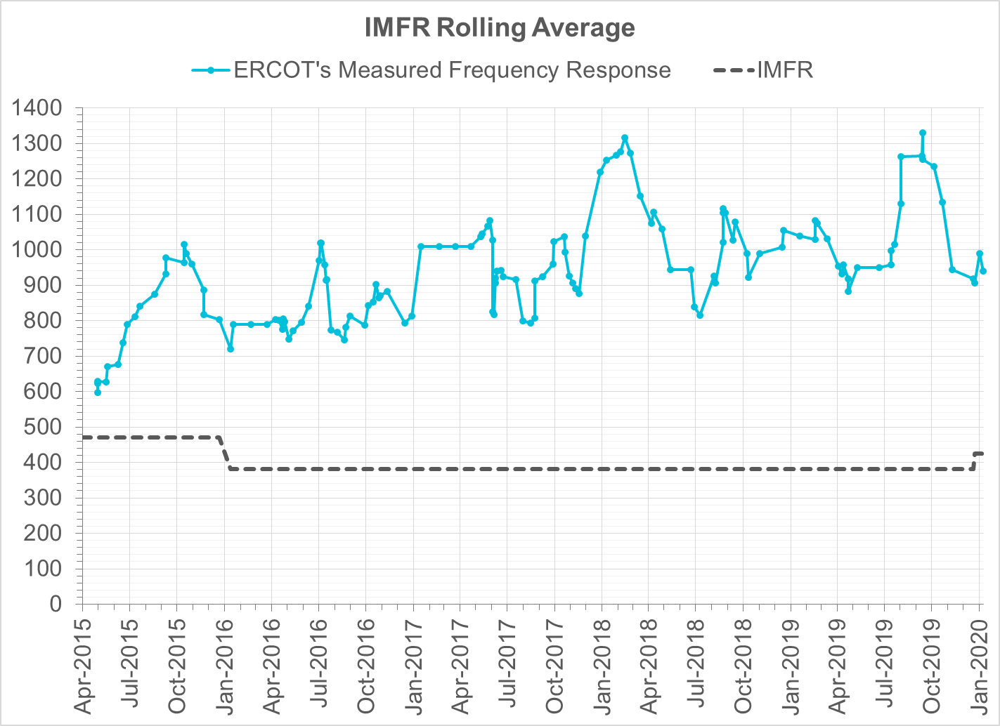 IMFR Rolling Average
ERCOT's Measured Frequency Response IMFR
1400
1300
1200
1100
1000
900
800
700
600
500
400
300
200
100
0
Apr-2015
Jul-2015
Oct-2015
Jan-2016
Apr-2016
Jul-2016
Oct-2016
Jan-2017
Apr-2017
Jul-2017
Oct-2017
Jan-2018
Apr-2018
Jul-2018
Oct-2018
Jan-2019
Apr-2019
Jul-2019
Oct-2019
Jan-2020